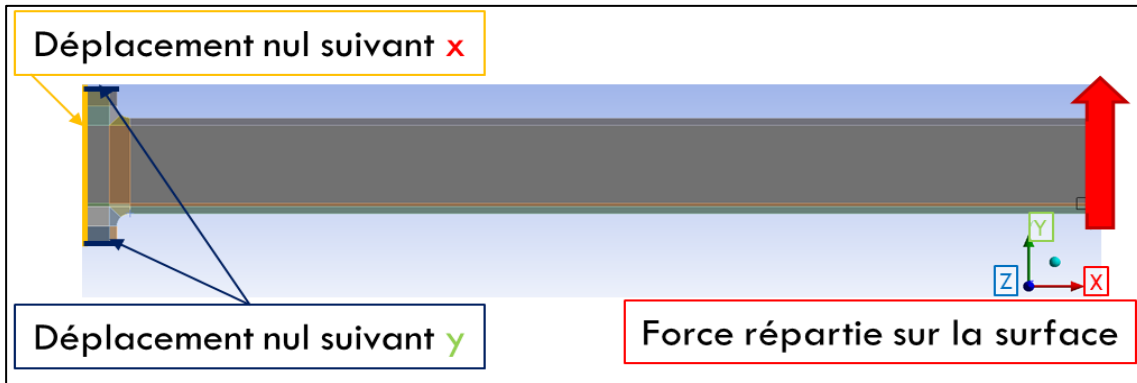 Déplacement nul suivant x
Déplacement nul suivant y
Y
Z
X
Force répartie sur la surface